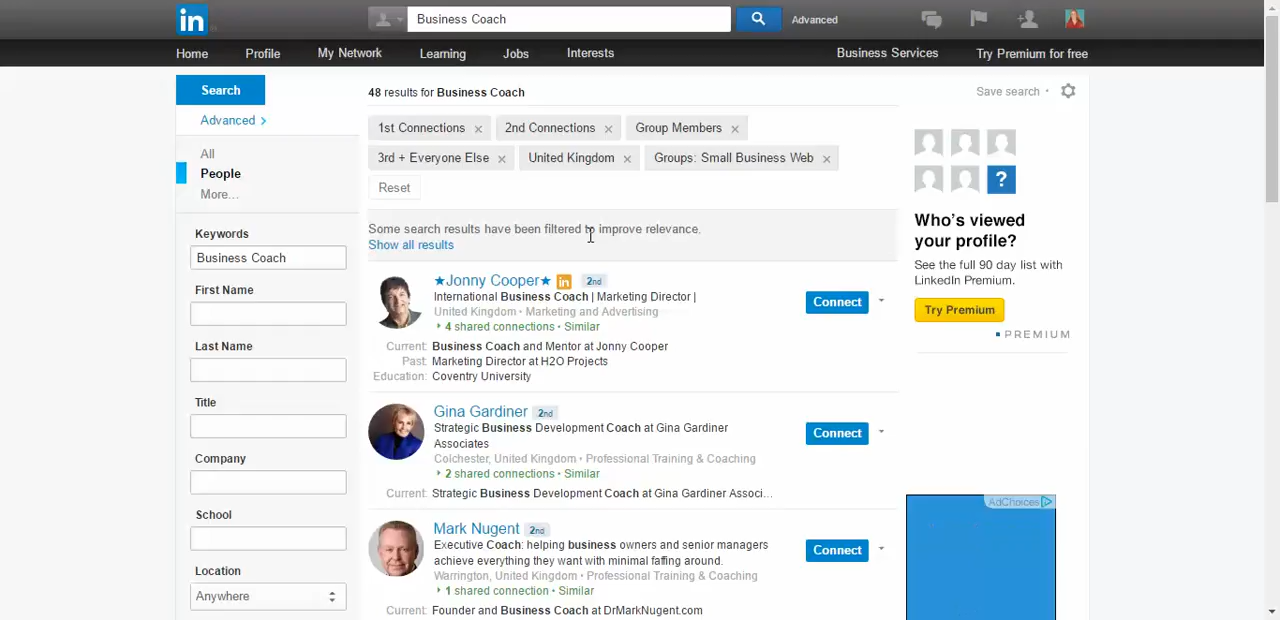 in
Business Coach
Advanced
Home
Profile
My Network
Learning
Jobs
Interests
Business Services
Try Premium for free
Search
Advanced >
All
People
More...
Keywords
Business Coach
First Name
Last Name
Title
Company
School
Location
Anywhere
48 results for Business Coach
Save search
1st Connections ×
2nd Connections ×
Group Members ×
3rd + Everyone Else ×
United Kingdom ×
Groups: Small Business Web ×
Reset
Some search results have been filtered to improve relevance.
Show all results
★Jonny Cooper★ in 2nd
International Business Coach | Marketing Director |
United Kingdom • Marketing and Advertising
4 shared connections • Similar
Connect
Current: Business Coach and Mentor at Jonny Cooper
Past: Marketing Director at H2O Projects
Education: Coventry University
Gina Gardiner 2nd
Strategic Business Development Coach at Gina Gardiner
Associates
Colchester, United Kingdom • Professional Training & Coaching
2 shared connections • Similar
Connect
Current: Strategic Business Development Coach at Gina Gardiner Associ...
Mark Nugent 2nd
Executive Coach: helping business owners and senior managers
achieve everything they want with minimal faffing around.
Warrington, United Kingdom • Professional Training & Coaching
1 shared connection • Similar
Connect
Current: Founder and Business Coach at DrMarkNugent.com
?
Who's viewed
your profile?
See the full 90 day list with
LinkedIn Premium.
Try Premium
PREMIUM
AdChoices